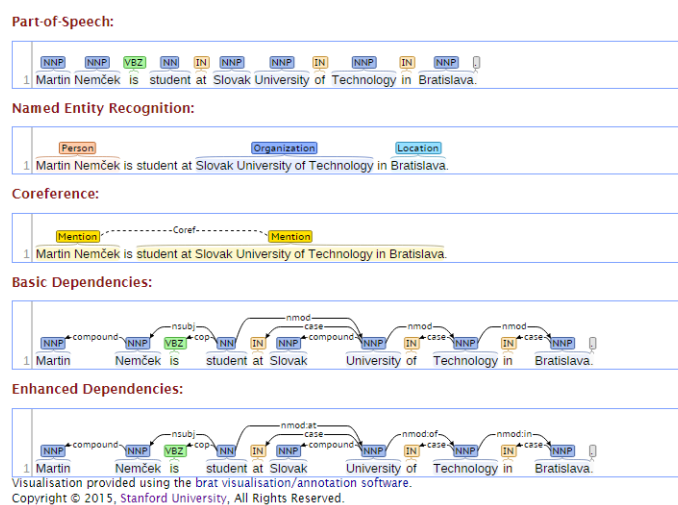 Part-of-Speech:
NNP NNP VBZ NN IN NNP NNP IN NNP IN NNP .
1 Martin Nemček is student at Slovak University of Technology in Bratislava.
Named Entity Recognition:
Person Organization Location
1 Martin Nemček is student at Slovak University of Technology in Bratislava.
Coreference:
Mention Coref Mention
1 Martin Nemček is student at Slovak University of Technology in Bratislava.
Basic Dependencies:
nmod
nsubj case nmod nmod
NNP compound NNP VBZ cop NN IN NNP compound NNP IN case NNP IN case NNP .
1 Martin Nemček is student at Slovak University of Technology in Bratislava.
Enhanced Dependencies:
nmod:at
nsubj case nmod:of nmod:in
NNP compound NNP VBZ cop NN IN NNP compound NNP IN case NNP IN case NNP .
1 Martin Nemček is student at Slovak University of Technology in Bratislava.
Visualisation provided using the brat visualisation/annotation software.
Copyright © 2015, Stanford University, All Rights Reserved.